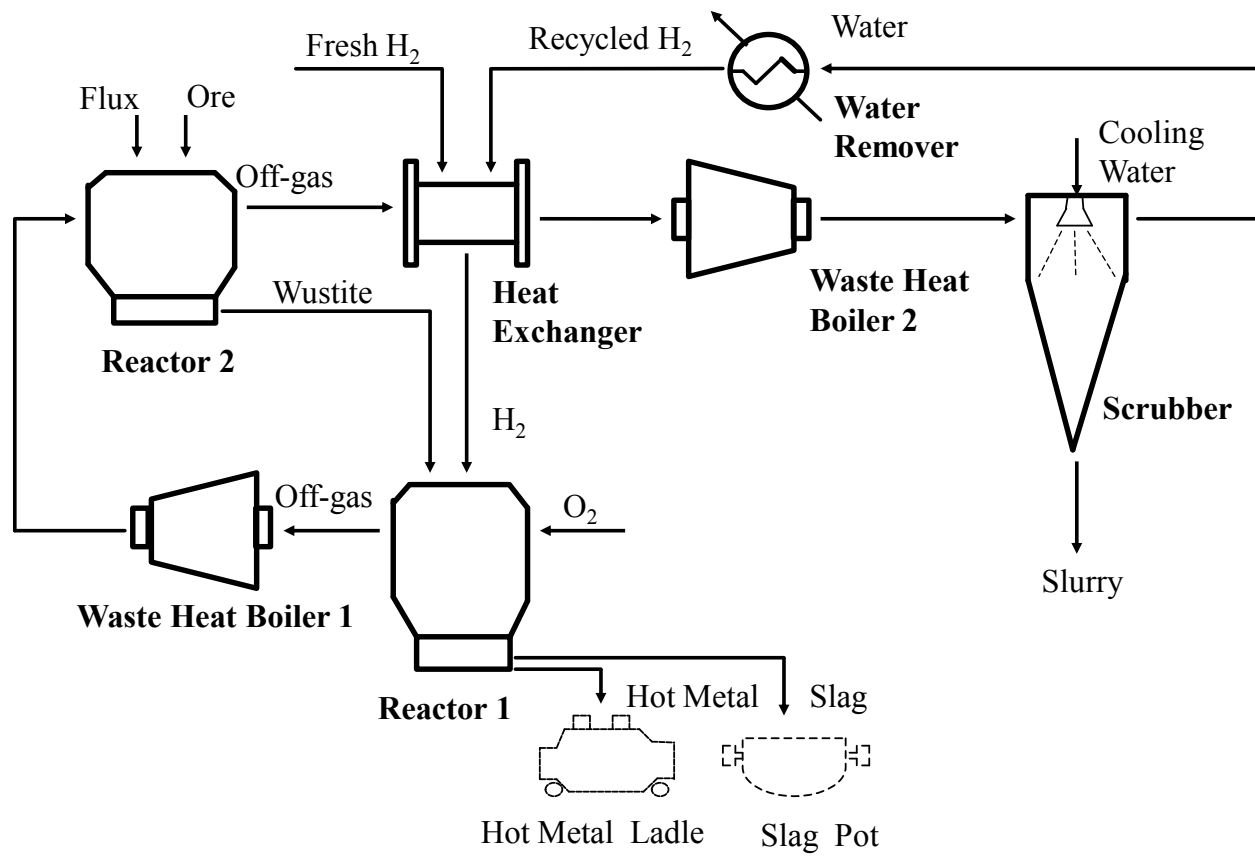 Fresh H₂
Recycled H₂
Water
Water
Remover
Flux
Ore
Off-gas
Cooling
Water
Wustite
Heat
Exchanger
Waste Heat
Boiler 2
Reactor 2
Scrubber
H₂
Off-gas
O₂
Slurry
Waste Heat Boiler 1
Reactor 1
Hot Metal
Slag
Hot Metal Ladle
Slag Pot